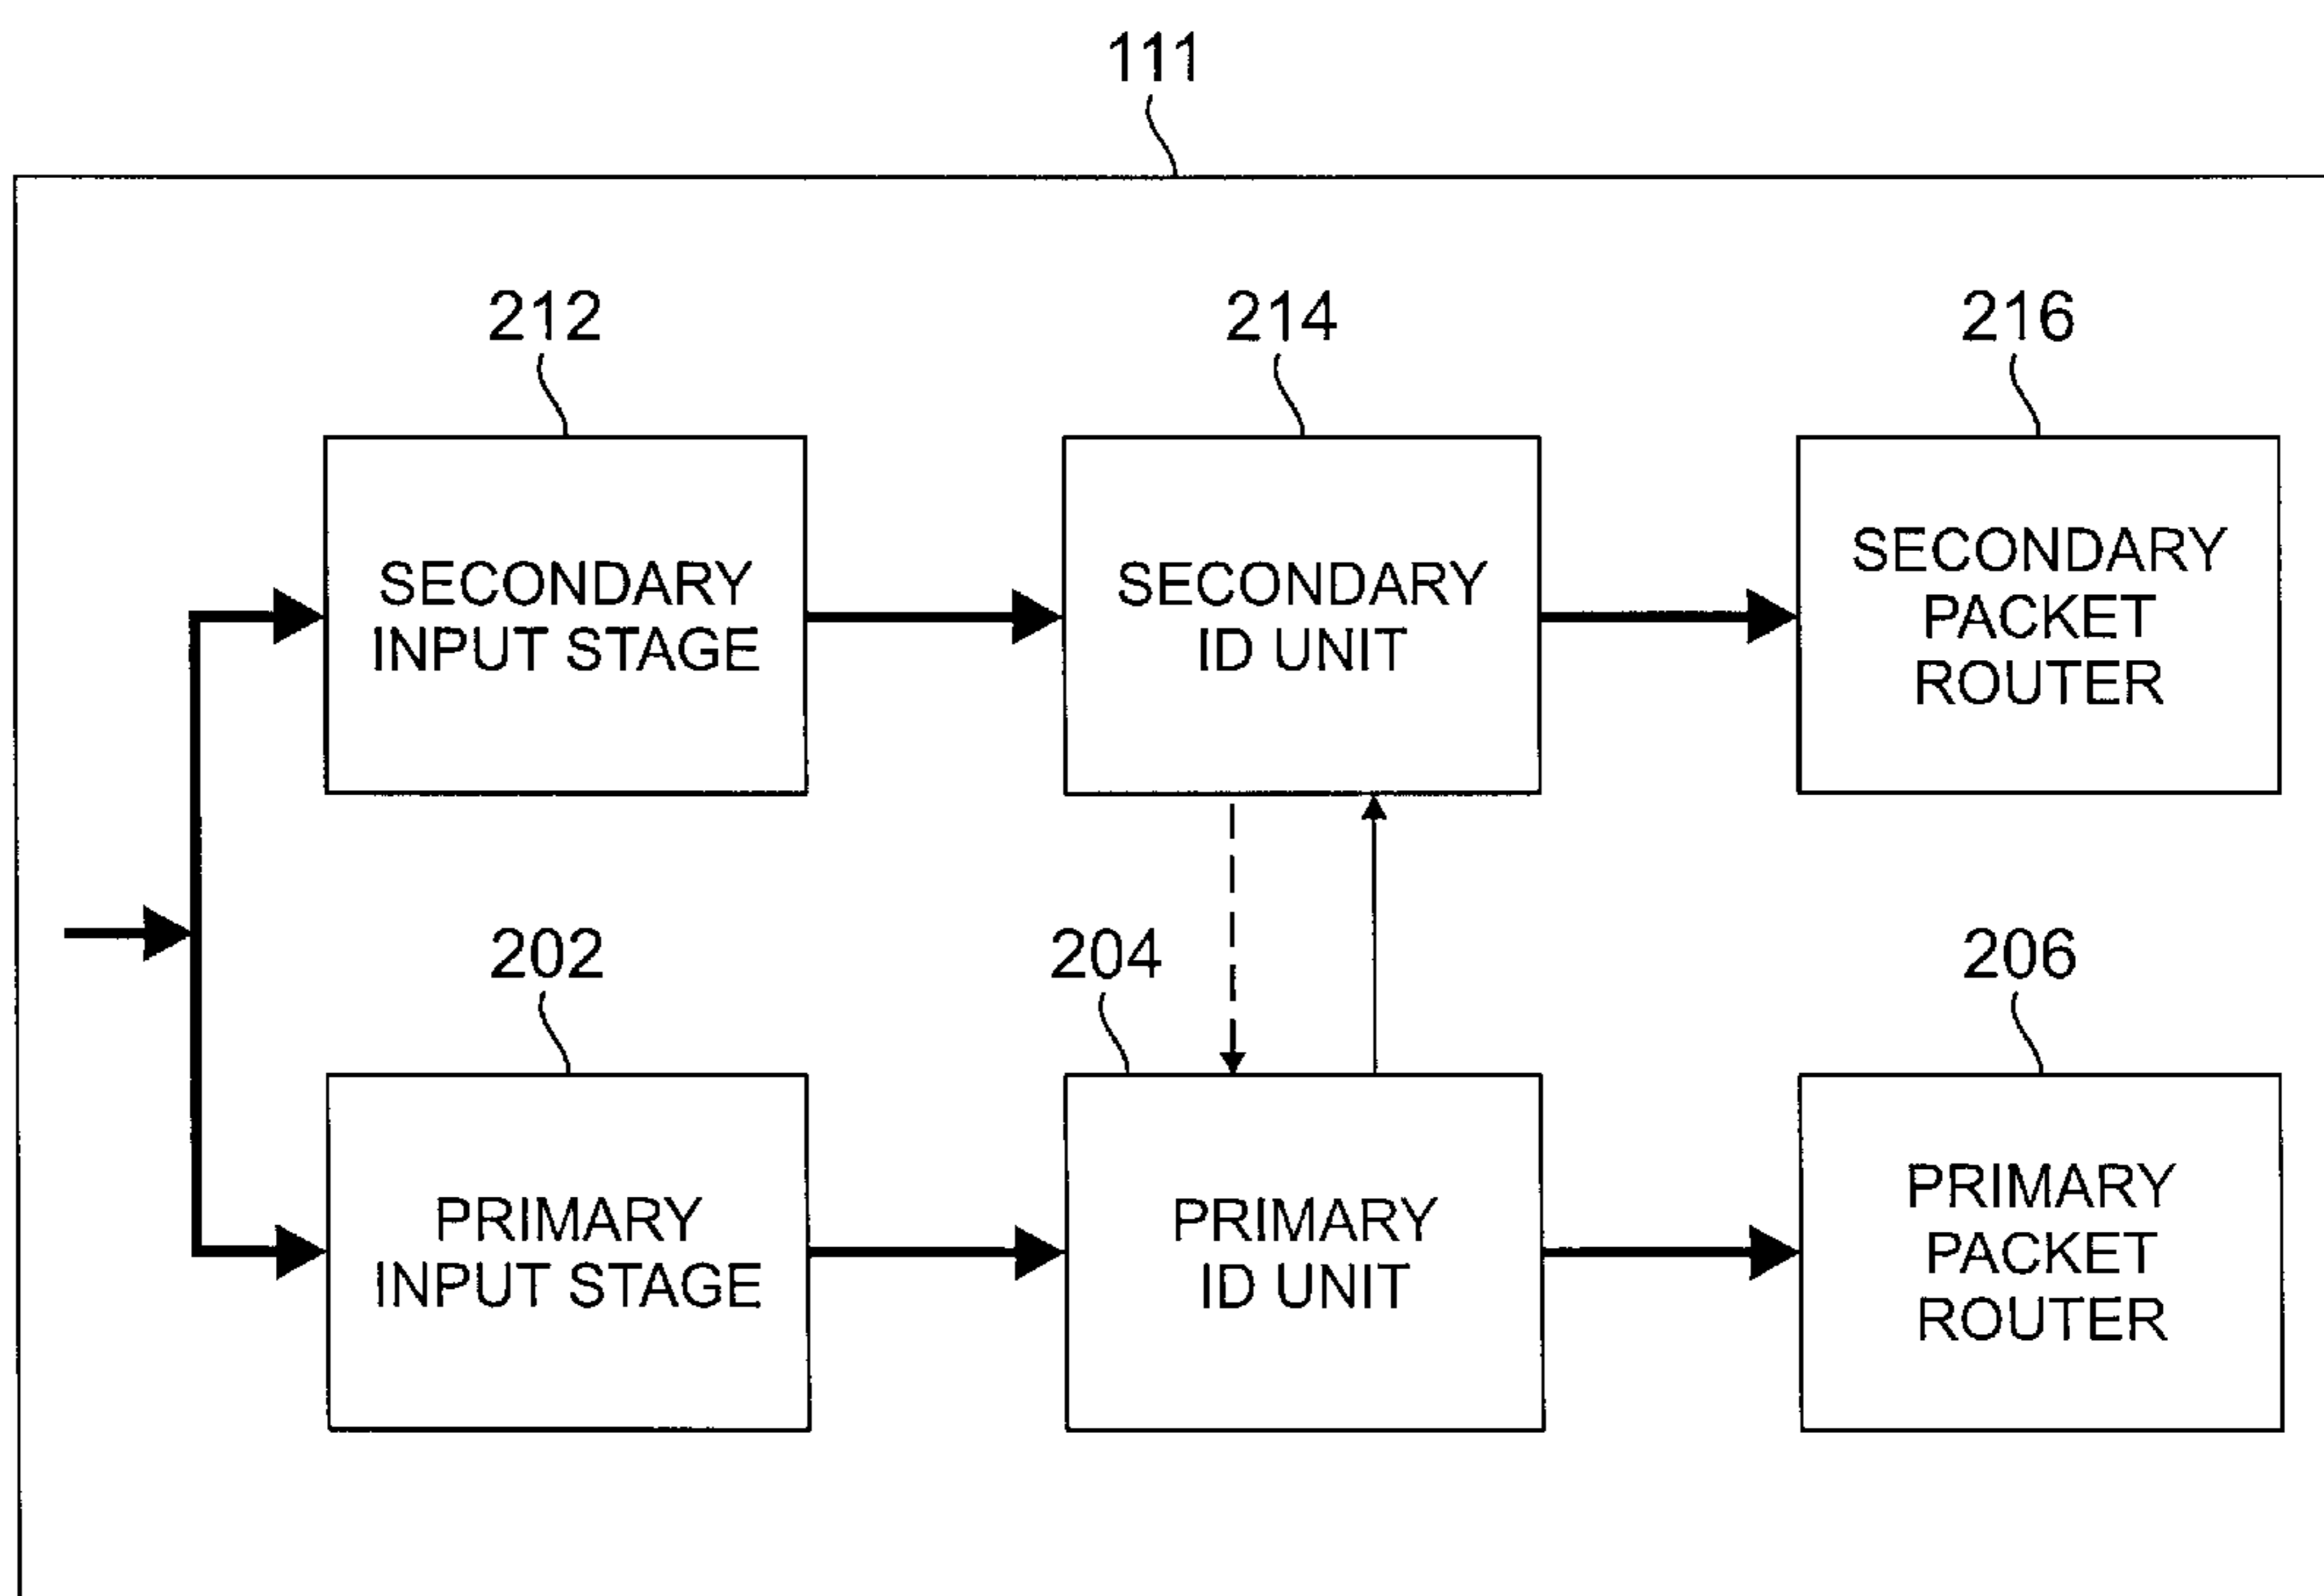 111
212
214
216
SECONDARY
INPUT STAGE
SECONDARY
ID UNIT
SECONDARY
PACKET
ROUTER
202
204
206
PRIMARY
INPUT STAGE
PRIMARY
ID UNIT
PRIMARY
PACKET
ROUTER